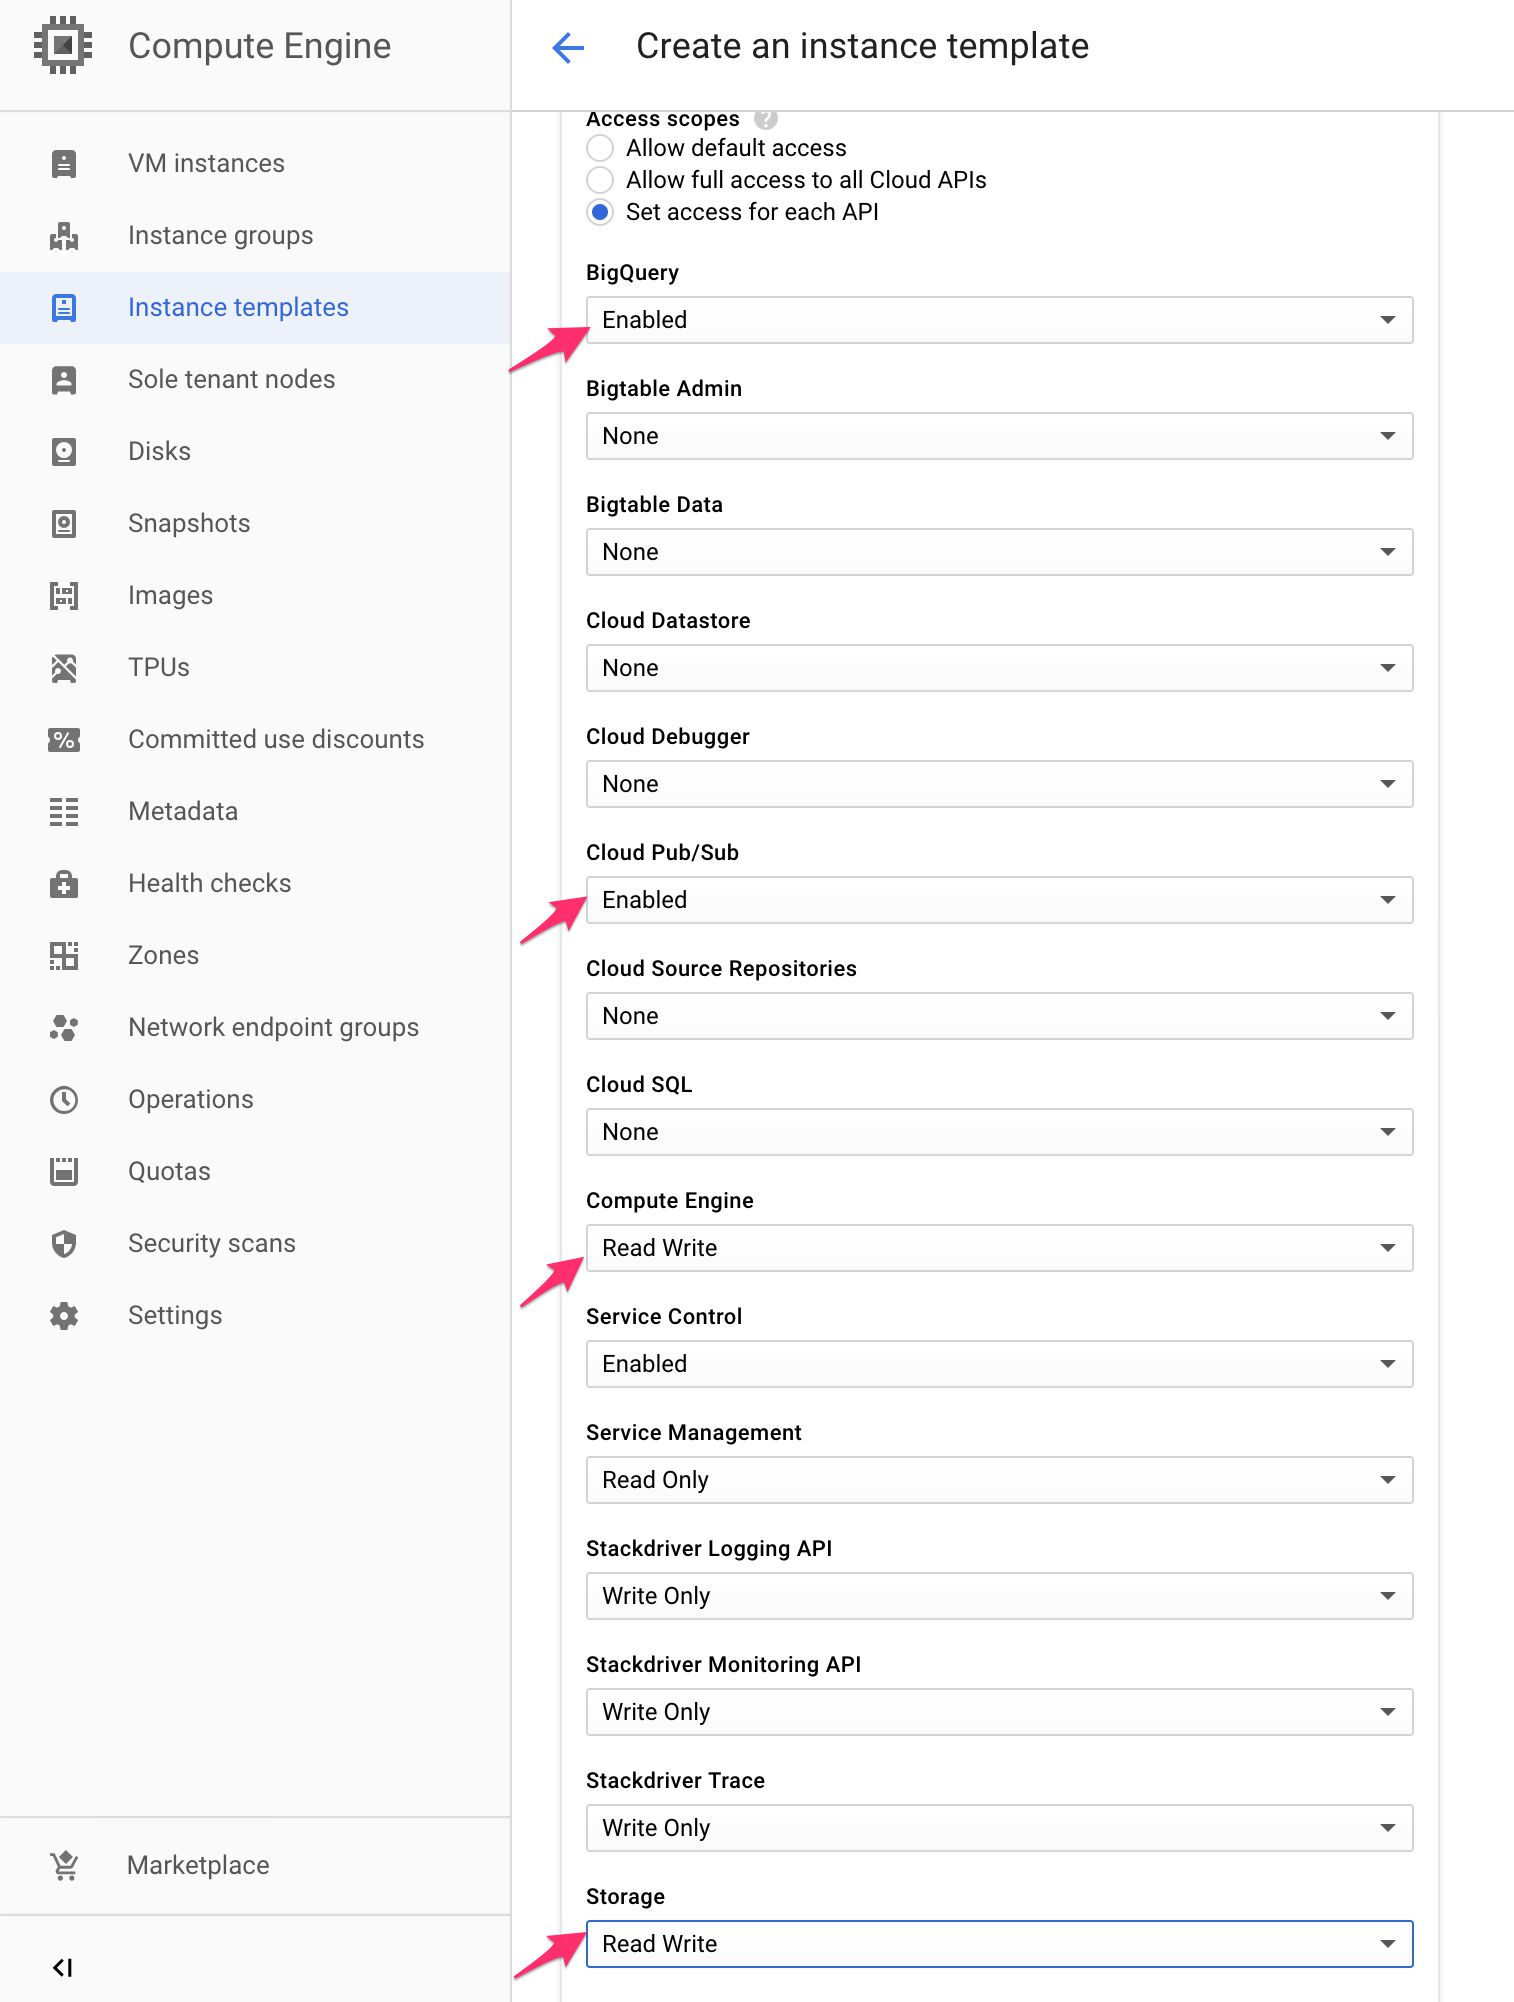 Compute Engine
Create an instance template
VM instances
Instance groups
Instance templates
Sole tenant nodes
Disks
Snapshots
Images
TPUs
Committed use discounts
Metadata
Health checks
Zones
Network endpoint groups
Operations
Quotas
Security scans
Settings
Marketplace
Access scopes ?
Allow default access
Allow full access to all Cloud APIs
Set access for each API
BigQuery
Enabled
Bigtable Admin
None
Bigtable Data
None
Cloud Datastore
None
Cloud Debugger
None
Cloud Pub/Sub
Enabled
Cloud Source Repositories
None
Cloud SQL
None
Compute Engine
Read Write
Service Control
Enabled
Service Management
Read Only
Stackdriver Logging API
Write Only
Stackdriver Monitoring API
Write Only
Stackdriver Trace
Write Only
Storage
Read Write